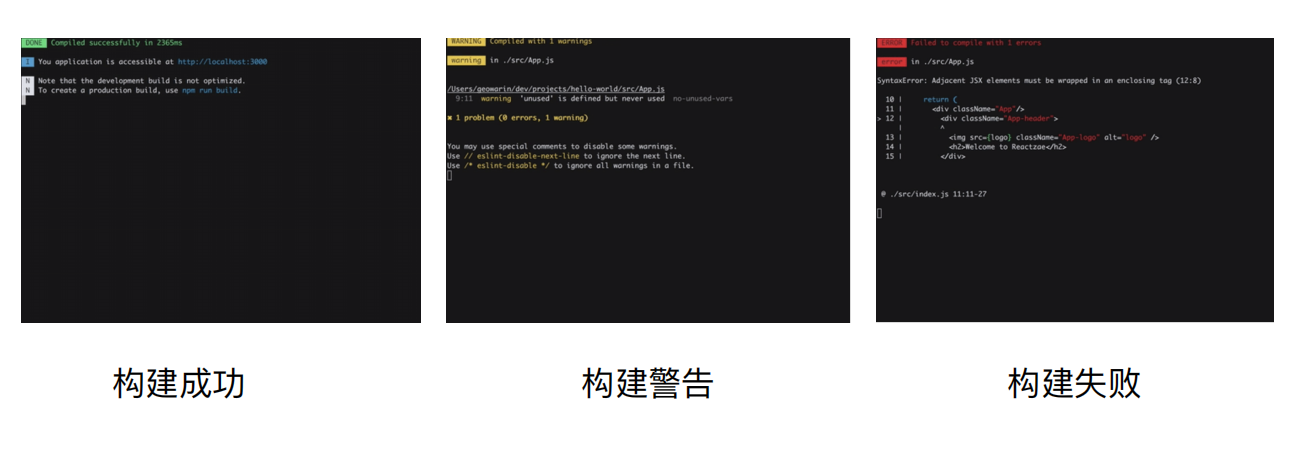 DONE Compiled successfully in 2365ms
I You application is accessible at http://localhost:3000
N Note that the development build is not optimized.
N To create a production build, use npm run build.
构建成功
WARNING Compiled with 1 warnings
warning in ./src/App.js
/Users/geowarin/dev/projects/hello-world/src/App.js
9:11 warning 'unused' is defined but never used no-unused-vars
✖ 1 problem (0 errors, 1 warning)
You may use special comments to disable some warnings.
Use // eslint-disable-next-line to ignore the next line.
Use /* eslint-disable */ to ignore all warnings in a file.
构建警告
ERROR Failed to compile with 1 errors
error in ./src/App.js
SyntaxError: Adjacent JSX elements must be wrapped in an enclosing tag (12:8)
10 | return (
11 | <div className="App"/>
> 12 | <div className="App-header">
| ^
13 | <img src={logo} className="App-logo" alt="logo" />
14 | <h2>Welcome to Reactzae</h2>
15 | </div>
@ ./src/index.js 11:11-27
构建失败